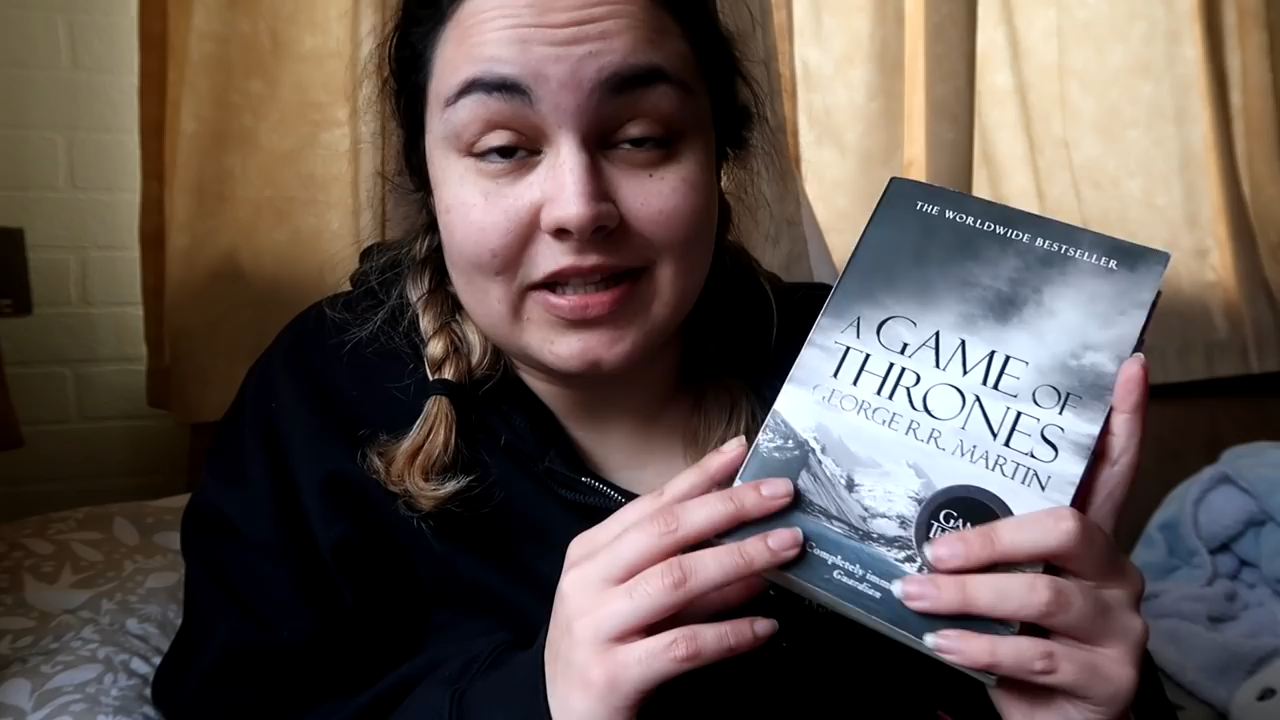 THE WORLDWIDE BESTSELLER
A GAME OF
THRONES
GEORGE R.R. MARTIN
Completely
Guardian